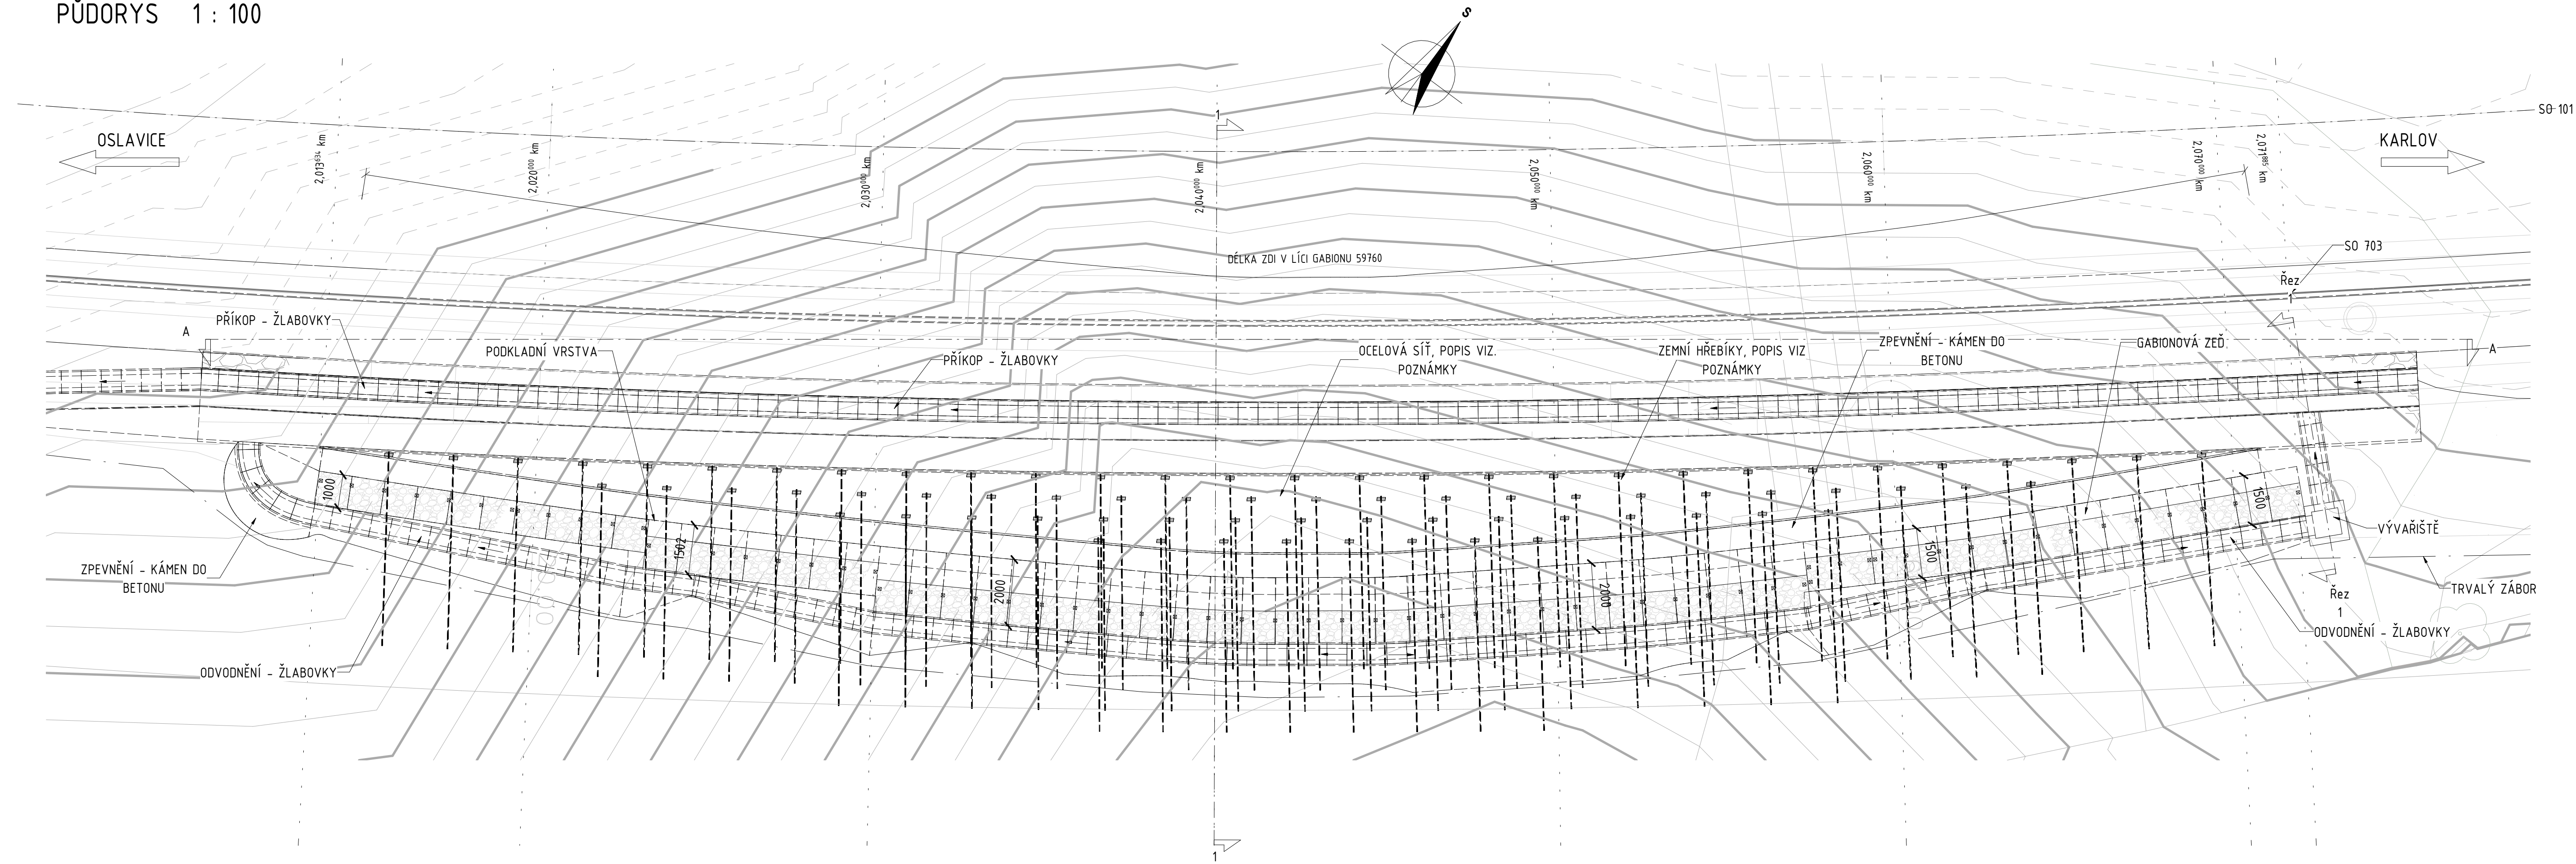 PŮDORYS 1 : 100
S
OSLAVICE
KARLOV
SO 101
1
2,013⁶³⁴ km
2,020⁰⁰⁰ km
2,030⁰⁰⁰ km
2,040⁰⁰⁰ km
2,050⁰⁰⁰ km
2,060⁰⁰⁰ km
2,070⁰⁰⁰ km
2,071⁸⁸⁵ km
DÉLKA ZDI V LÍCI GABIONU 59760
SO 703
Řez
1
A
PŘÍKOP - ŽLABOVKY
PODKLADNÍ VRSTVA
PŘÍKOP - ŽLABOVKY
OCELOVÁ SÍŤ, POPIS VIZ.
POZNÁMKY
ZEMNÍ HŘEBÍKY, POPIS VIZ
POZNÁMKY
ZPEVNĚNÍ - KÁMEN DO
BETONU
GABIONOVÁ ZEĎ
A
1000
1502
2000
2000
1500
1500
VÝVAŘIŠTĚ
ZPEVNĚNÍ - KÁMEN DO
BETONU
TRVALÝ ZÁBOR
Řez
1
ODVODNĚNÍ - ŽLABOVKY
ODVODNĚNÍ - ŽLABOVKY
1